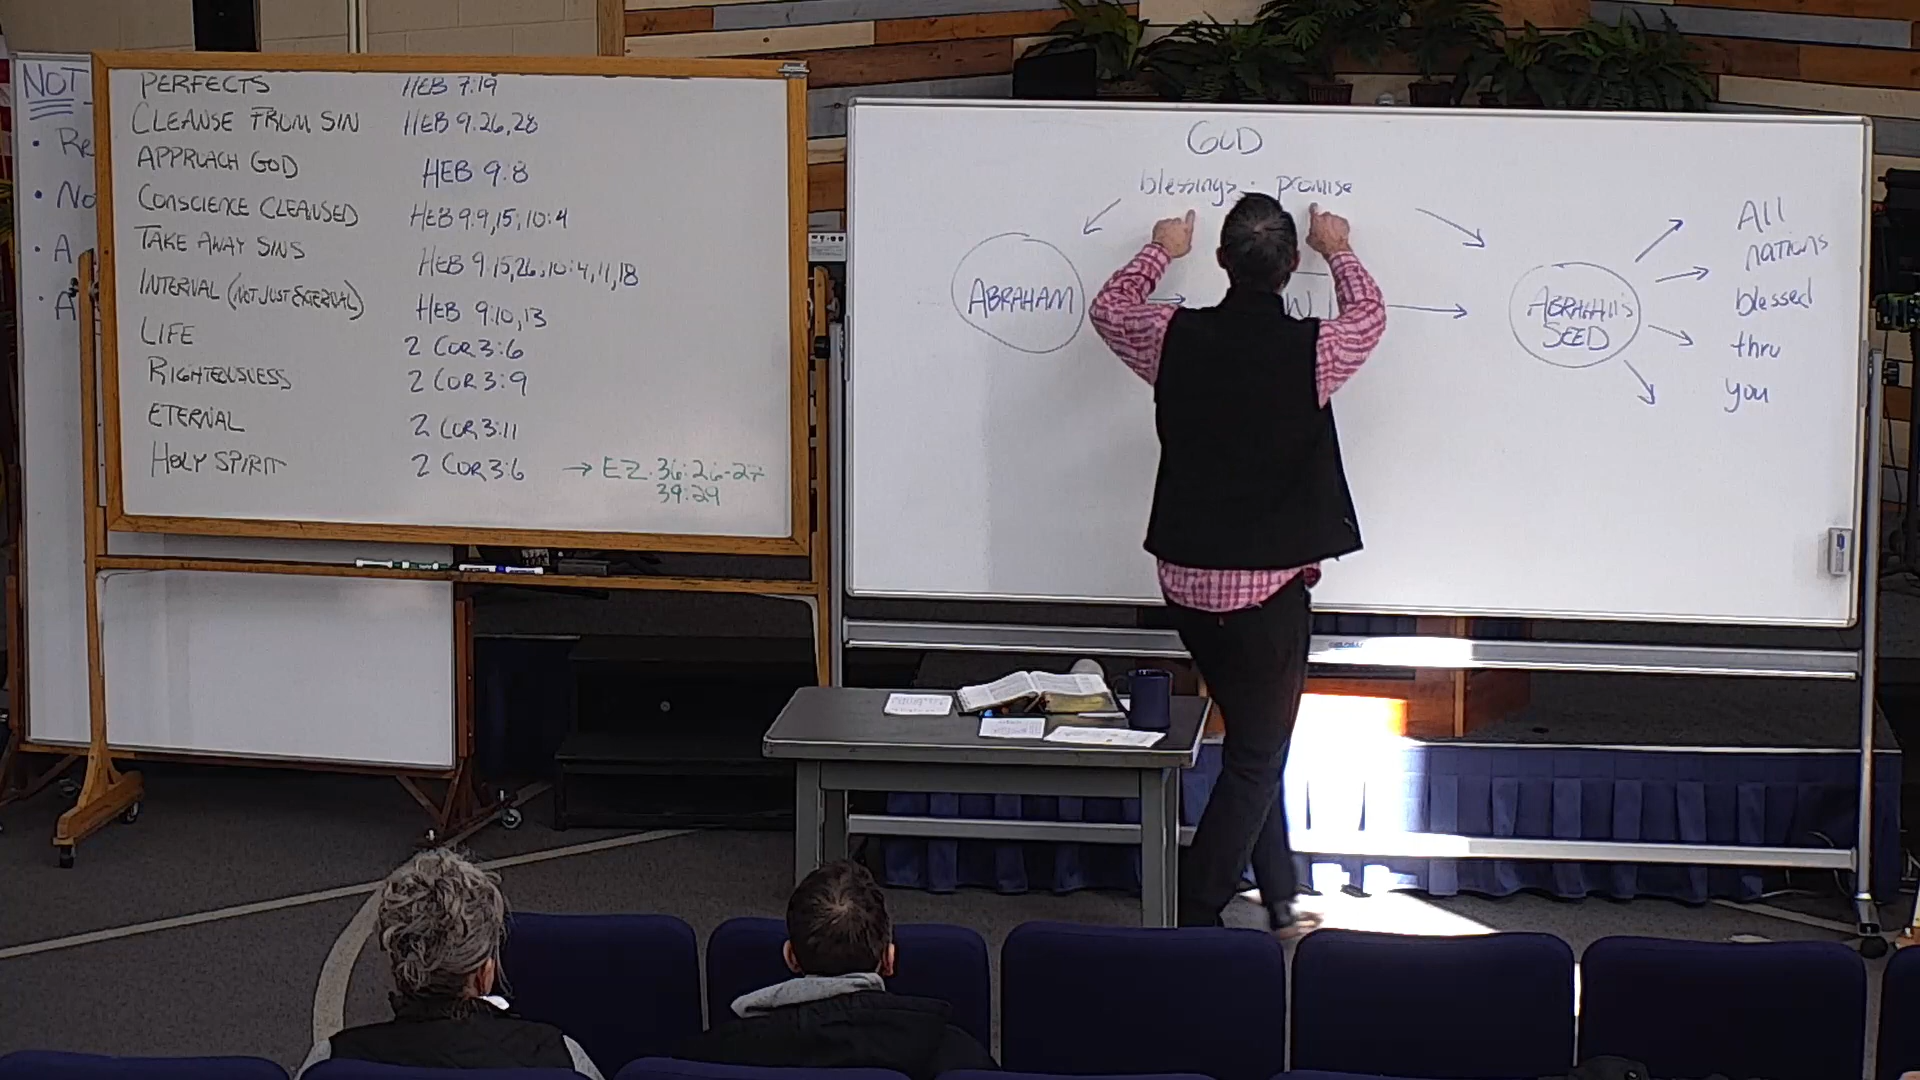 NOT
PERFECTS HEB 7:19
CLEANSE FROM SIN HEB 9:26,28
APPROACH GOD HEB 9:8
CONSCIENCE CLEANSED HEB 9:9,15; 10:4
TAKE AWAY SINS HEB 9:15,26; 10:4,11,18
INTERNAL (NOT JUST EXTERNAL) HEB 9:10,13
LIFE 2 COR 3:6
RIGHTEOUSNESS 2 COR 3:9
ETERNAL 2 COR 3:11
HOLY SPIRIT 2 COR 3:6 → EZ. 36:26-27
39:29
• Re
• No
• A
• A
GOD
blessings · promise
ABRAHAM
ABRAHAM'S
SEED
All
nations
blessed
thru
you